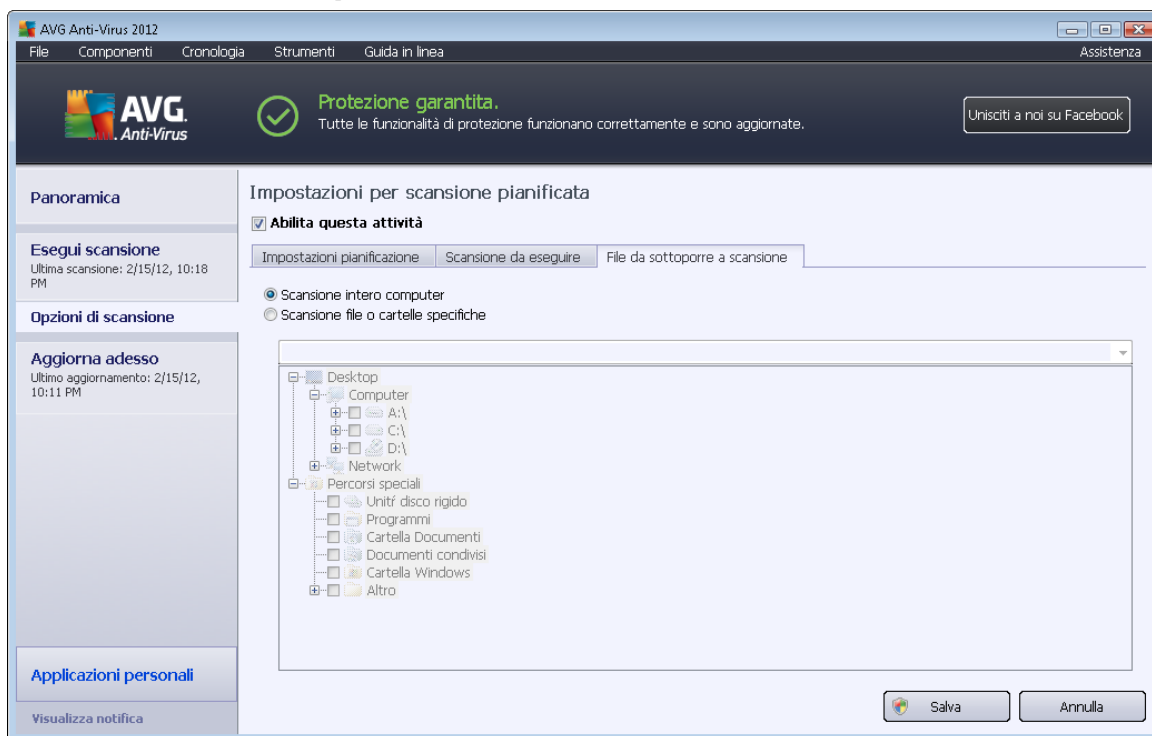 AVG Anti-Virus 2012
File Componenti Cronologia Strumenti Guida in linea Assistenza
AVG.
Anti-Virus
Protezione garantita.
Tutte le funzionalità di protezione funzionano correttamente e sono aggiornate.
Unisciti a noi su Facebook
Panoramica
Esegui scansione
Ultima scansione: 2/15/12, 10:18
PM
Opzioni di scansione
Aggiorna adesso
Ultimo aggiornamento: 2/15/12,
10:11 PM
Applicazioni personali
Visualizza notifica
Impostazioni per scansione pianificata
Abilita questa attività
Impostazioni pianificazione Scansione da eseguire File da sottoporre a scansione
Scansione intero computer
Scansione file o cartelle specifiche
Desktop
Computer
A:\
C:\
D:\
Network
Percorsi speciali
Unitŕ disco rigido
Programmi
Cartella Documenti
Documenti condivisi
Cartella Windows
Altro
Salva Annulla